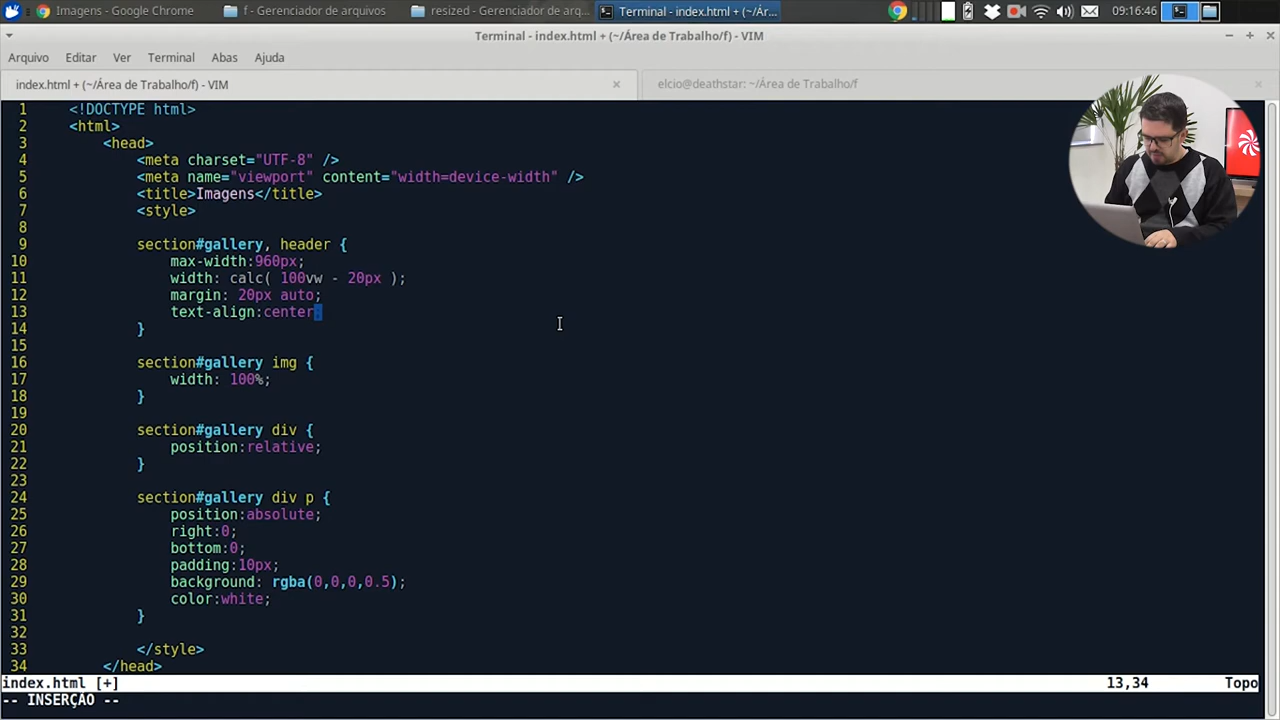 Imagens - Google Chrome
f - Gerenciador de arquivos
resized - Gerenciador de arq...
Terminal - index.html + (~/Ár...
09:16:46
Terminal - index.html + (~/Área de Trabalho/f) - VIM
Arquivo Editar Ver Terminal Abas Ajuda
index.html + (~/Área de Trabalho/f) - VIM
elcio@deathstar: ~/Área de Trabalho/f
1 <!DOCTYPE html>
2 <html>
3 <head>
4 <meta charset="UTF-8" />
5 <meta name="viewport" content="width=device-width" />
6 <title>Imagens</title>
7 <style>
8
9 section#gallery, header {
10 max-width:960px;
11 width: calc( 100vw - 20px );
12 margin: 20px auto;
13 text-align:center;
14 }
15
16 section#gallery img {
17 width: 100%;
18 }
19
20 section#gallery div {
21 position:relative;
22 }
23
24 section#gallery div p {
25 position:absolute;
26 right:0;
27 bottom:0;
28 padding:10px;
29 background: rgba(0,0,0,0.5);
30 color:white;
31 }
32
33 </style>
34 </head>
index.html [+] 13,34 Topo
-- INSERÇÃO --